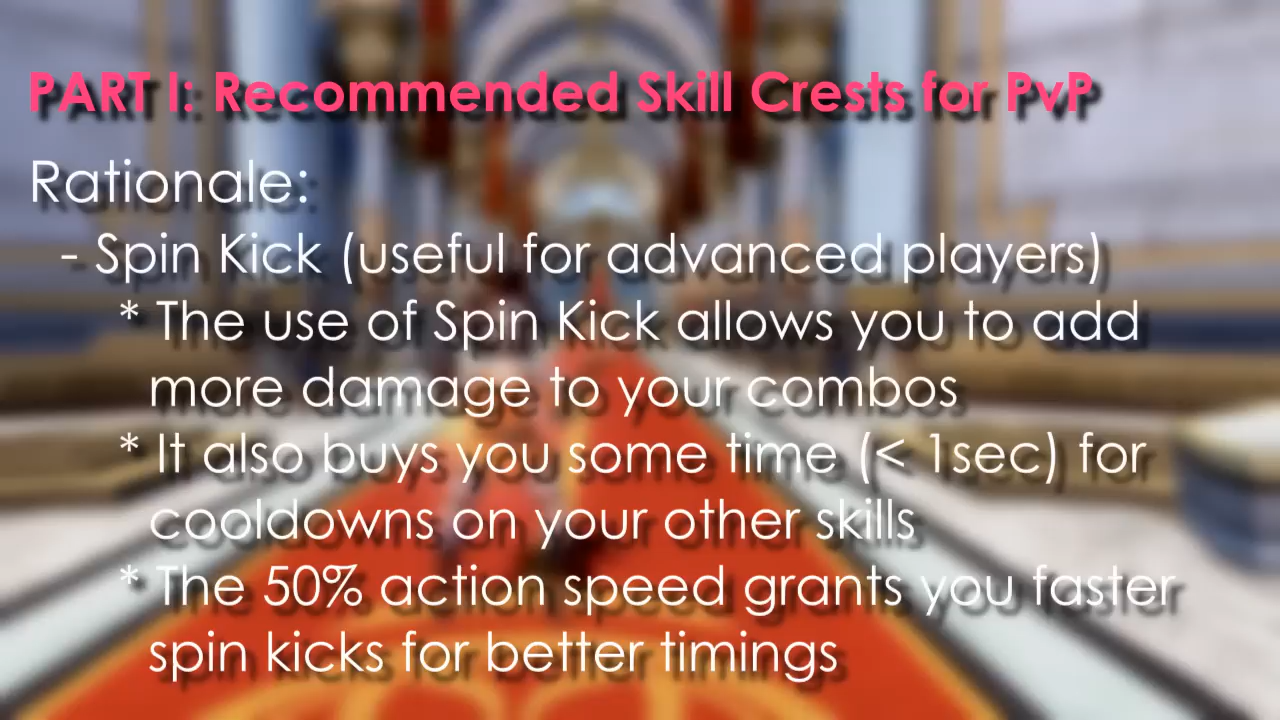 PART I: Recommended Skill Crests for PvP
Rationale:
- Spin Kick (useful for advanced players)
* The use of Spin Kick allows you to add
more damage to your combos
* It also buys you some time (< 1sec) for
cooldowns on your other skills
* The 50% action speed grants you faster
spin kicks for better timings